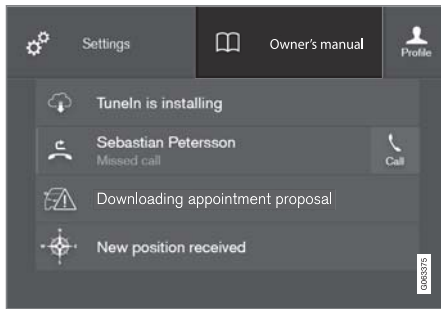 Settings
Owner's manual
Profile
TuneIn is installing
Sebastian Petersson
Missed call
Call
Downloading appointment proposal
New position received
G063375